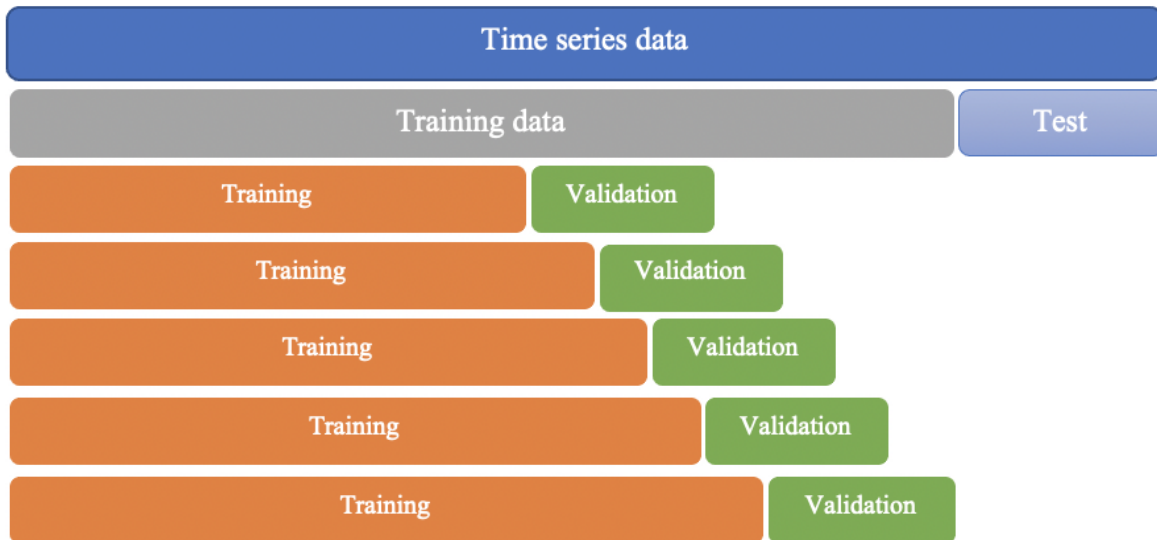 Time series data
Training data
Test
Training
Validation
Training
Validation
Training
Validation
Training
Validation
Training
Validation